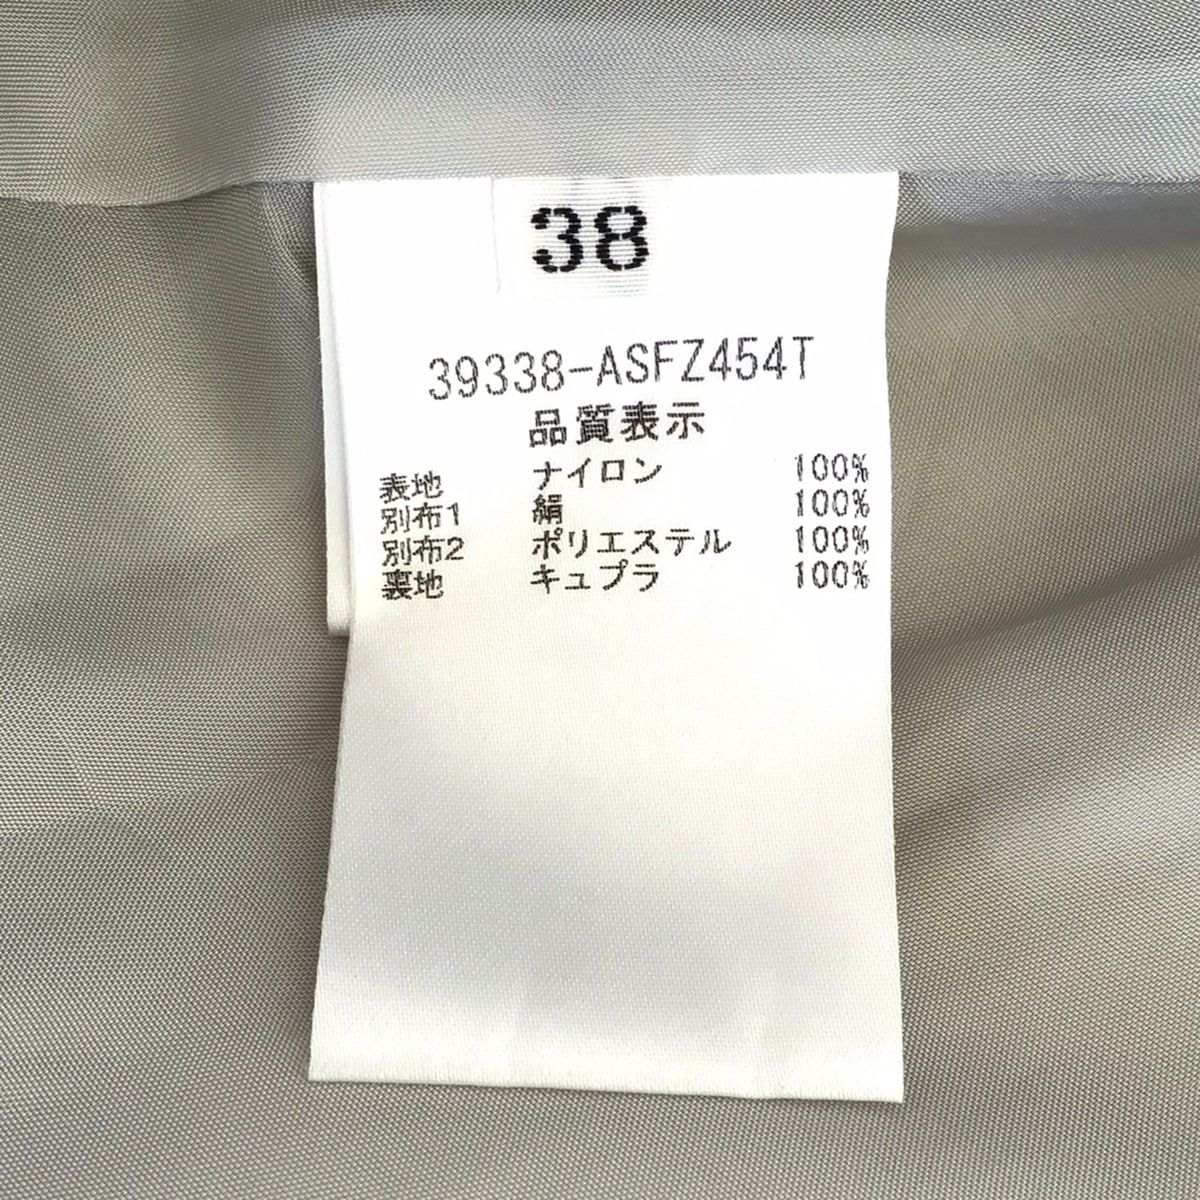 38
39338-ASFZ454T
品質表示
表地 ナイロン 100%
別布1 絹 100%
別布2 ポリエステル 100%
裏地 キュプラ 100%